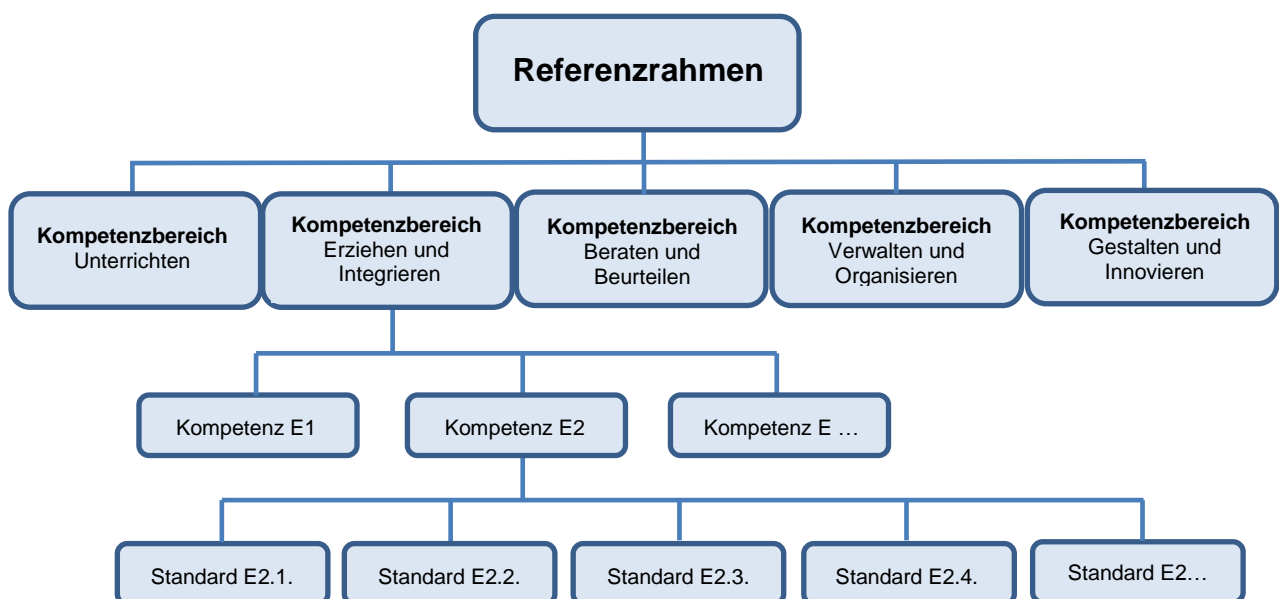 Referenzrahmen
Kompetenzbereich
Unterrichten
Kompetenzbereich
Erziehen und
Integrieren
Kompetenzbereich
Beraten und
Beurteilen
Kompetenzbereich
Verwalten und
Organisieren
Kompetenzbereich
Gestalten und
Innovieren
Kompetenz E1
Kompetenz E2
Kompetenz E …
Standard E2.1.
Standard E2.2.
Standard E2.3.
Standard E2.4.
Standard E2…